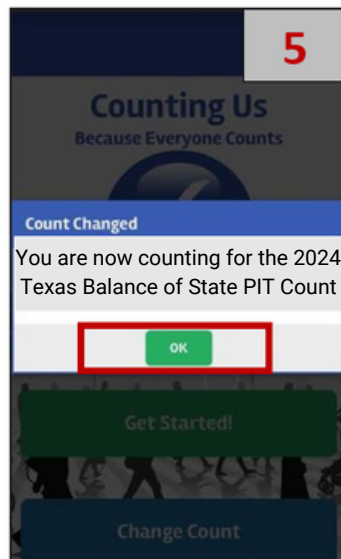 5
Counting Us
Because Everyone Counts
Count Changed
You are now counting for the 2024
Texas Balance of State PIT Count
OK
Get Started!
Change Count